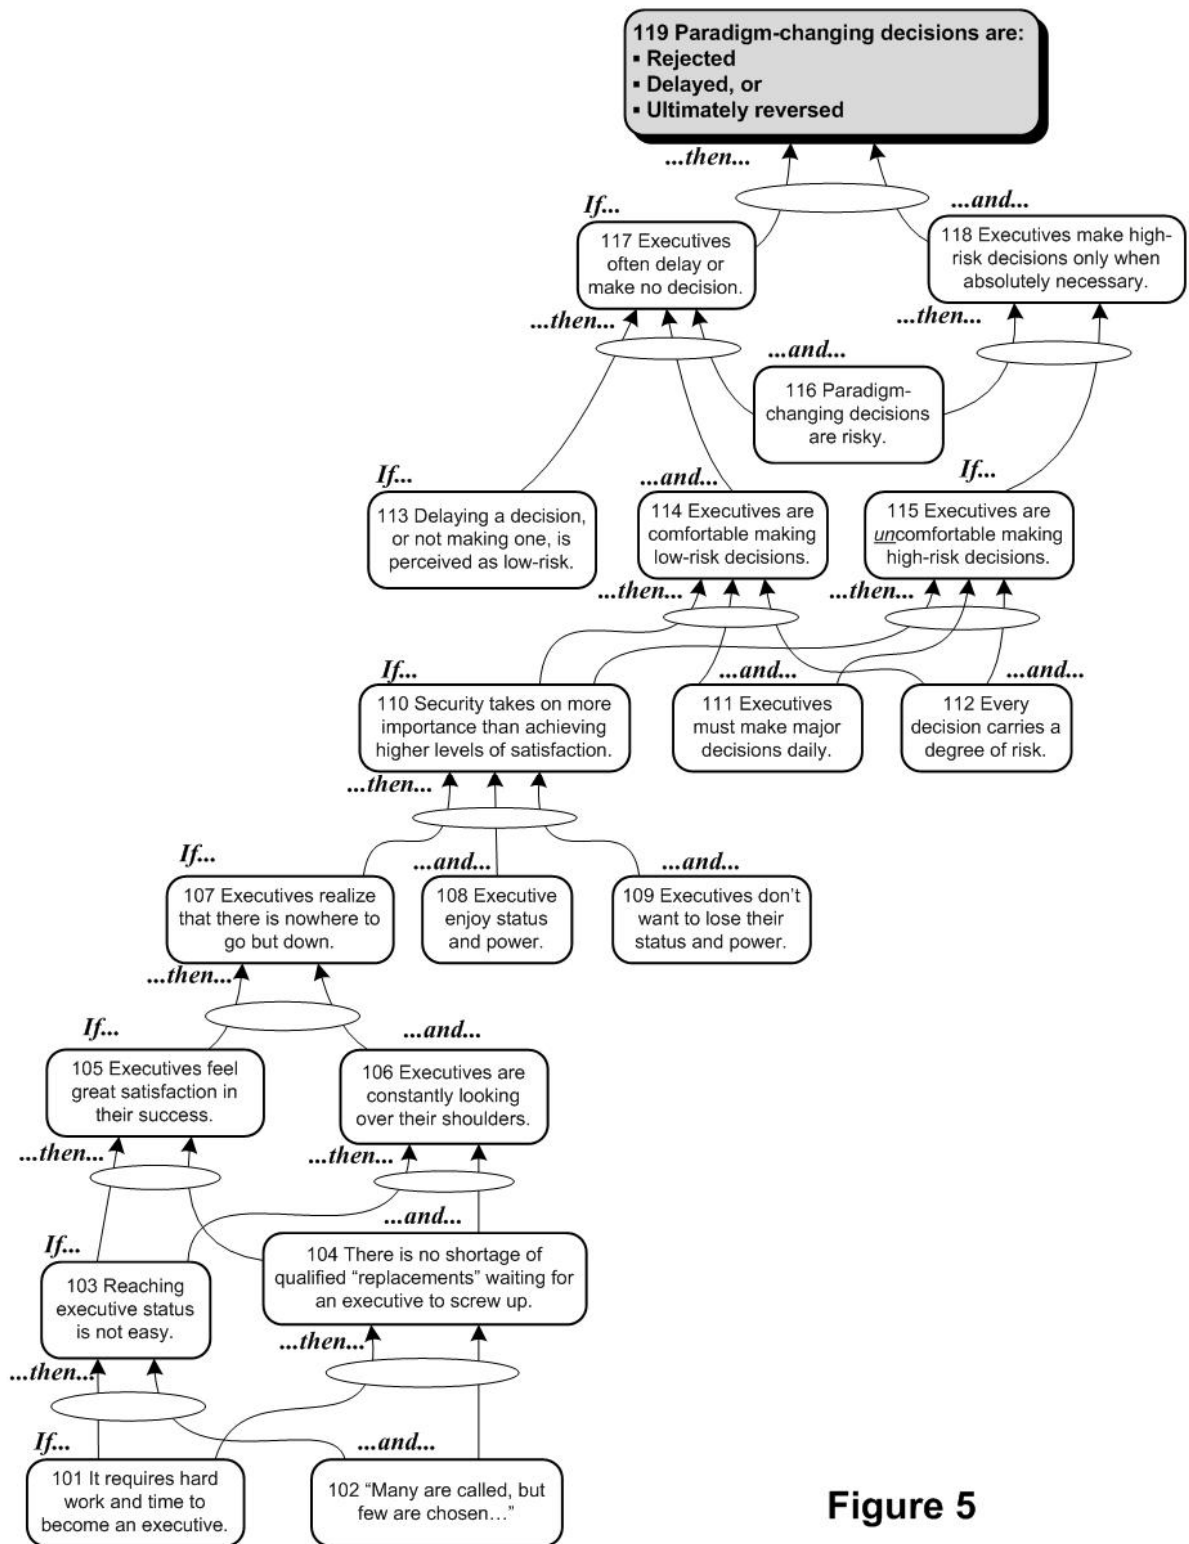 119 Paradigm-changing decisions are:
▪ Rejected
▪ Delayed, or
▪ Ultimately reversed
...then...
If...
...and...
117 Executives
often delay or
make no decision.
118 Executives make high-
risk decisions only when
absolutely necessary.
...then...
...then...
...and...
116 Paradigm-
changing decisions
are risky.
If...
...and...
If...
113 Delaying a decision,
or not making one, is
perceived as low-risk.
114 Executives are
comfortable making
low-risk decisions.
115 Executives are
uncomfortable making
high-risk decisions.
...then...
...then...
If...
...and...
...and...
110 Security takes on more
importance than achieving
higher levels of satisfaction.
111 Executives
must make major
decisions daily.
112 Every
decision carries a
degree of risk.
...then...
If...
...and...
...and...
107 Executives realize
that there is nowhere to
go but down.
108 Executive
enjoy status
and power.
109 Executives don't
want to lose their
status and power.
...then...
If...
...and...
105 Executives feel
great satisfaction in
their success.
106 Executives are
constantly looking
over their shoulders.
...then...
...then...
If...
...and...
103 Reaching
executive status
is not easy.
104 There is no shortage of
qualified “replacements” waiting for
an executive to screw up.
...then...
...then...
If...
...and...
101 It requires hard
work and time to
become an executive.
102 “Many are called, but
few are chosen...”
Figure 5